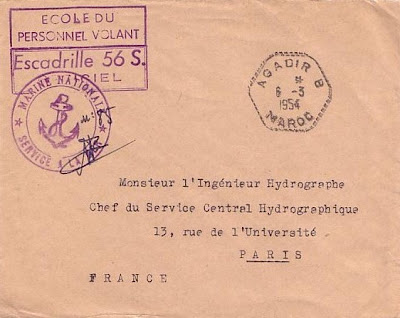 ECOLE DU
PERSONNEL VOLANT
Escadrille 56 S.
CIEL
MARINE NATIONALE
SERVICE A LA
AGADIR B
6 -3
1954
MAROC
Monsieur l'Ingénieur Hydrographe
Chef du Service Central Hydrographique
13, rue de l'Université
PARIS
FRANCE